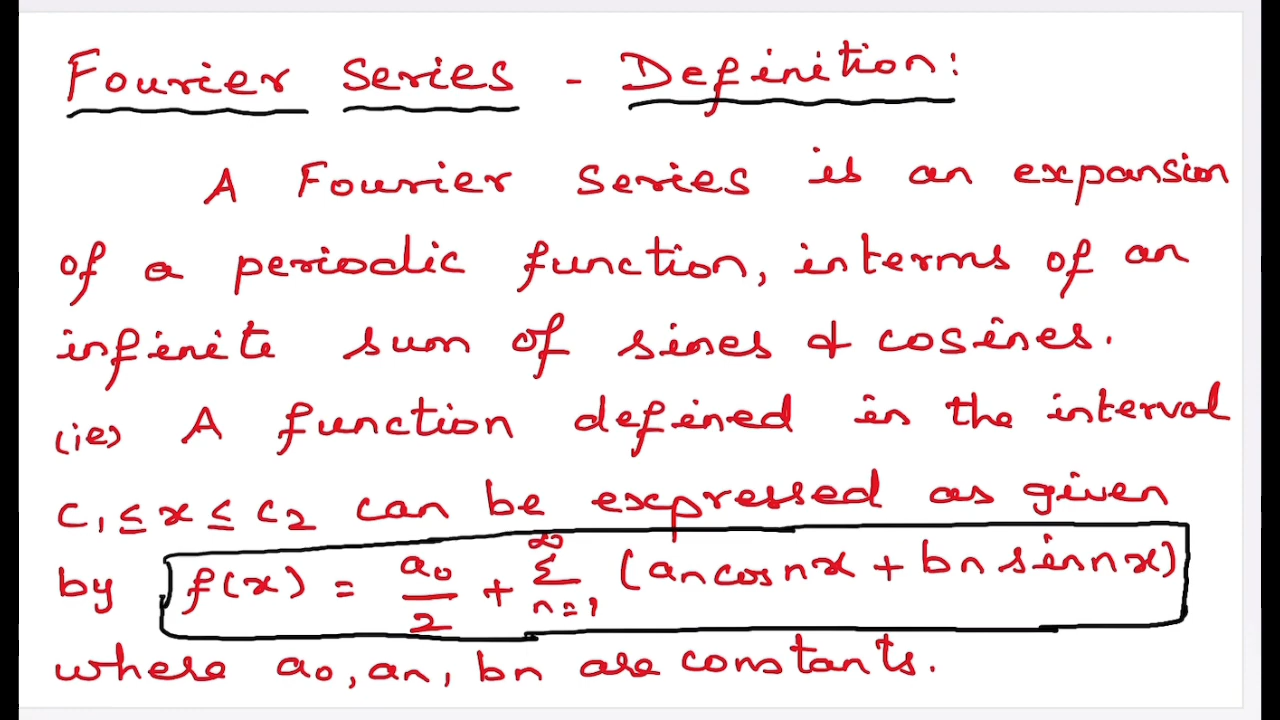 Fourier Series - Definition:
A Fourier series is an expansion
of a periodic function, interms of an
infinite sum of sines & cosines.
(ie) A function defined in the interval
c₁ ≤ x ≤ c₂ can be expressed as given
by f(x) = a₀/2 + ∞Σn=1 (an cos nx + bn sin nx)
where a₀, an, bn are constants.